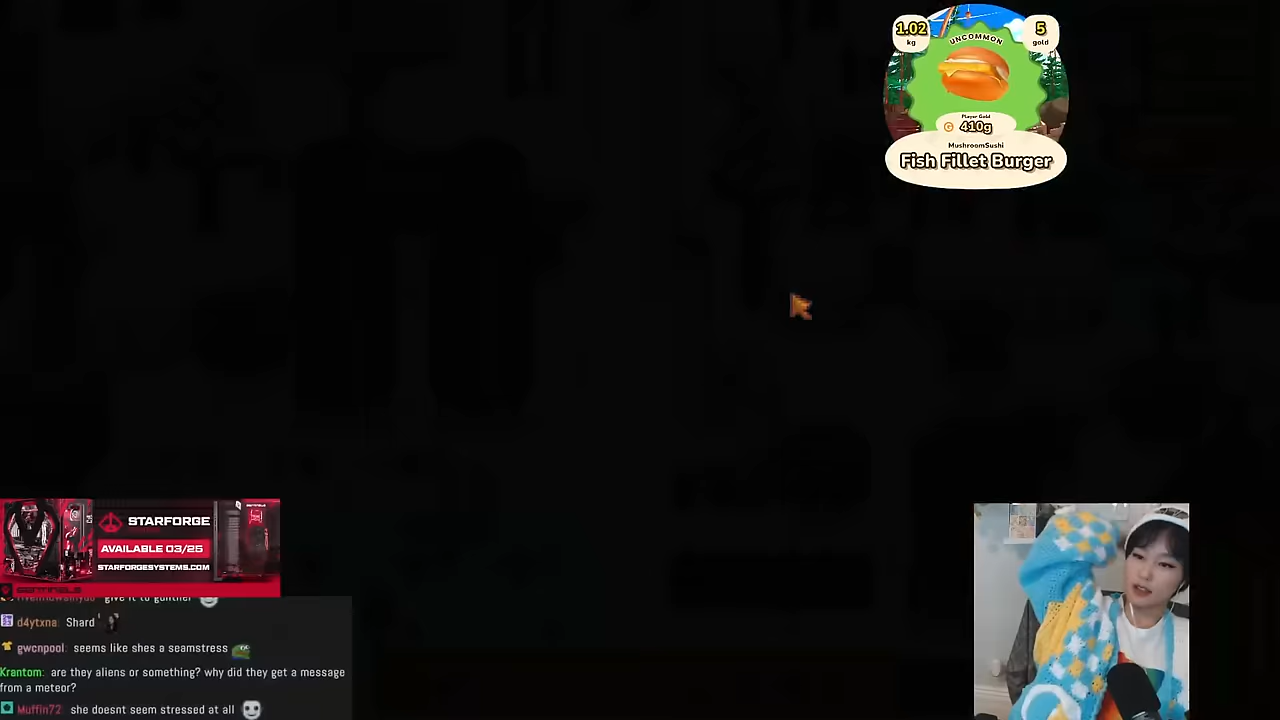 1.02
kg
UNCOMMON
5
gold
Player Gold
G 410g
MushroomSushi
Fish Fillet Burger
STARFORGE
AVAILABLE 03/25
STARFORGESYSTEMS.COM
give it to gunther
d4ytxna: Shard
gwcnpool: seems like shes a seamstress
Krantom: are they aliens or something? why did they get a message
from a meteor?
Muffin72: she doesnt seem stressed at all